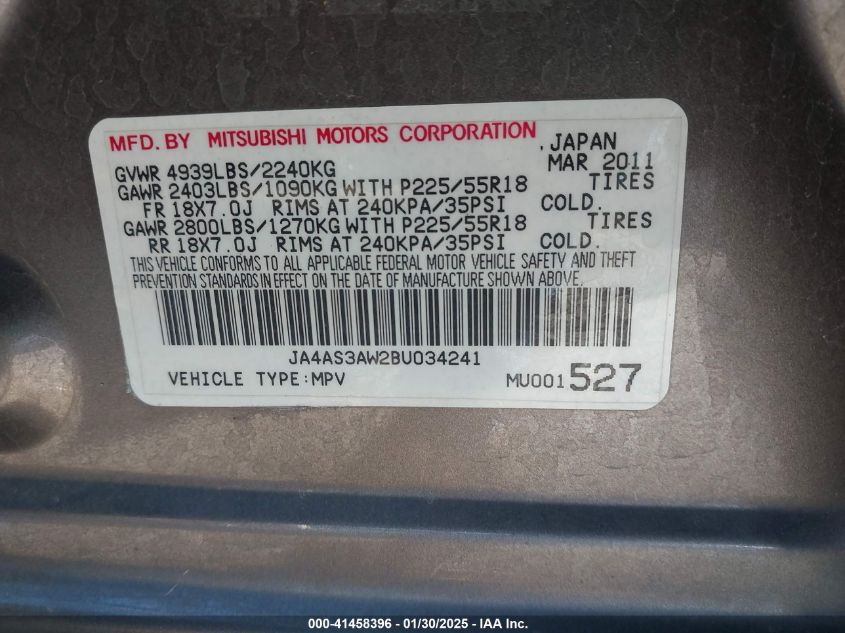 MFD. BY MITSUBISHI MOTORS CORPORATION , JAPAN
GVWR 4939LBS/2240KG MAR 2011
GAWR 2403LBS/1090KG WITH P225/55R18 TIRES
FR 18X7.0J RIMS AT 240KPA/35PSI COLD.
GAWR 2800LBS/1270KG WITH P225/55R18 TIRES
RR 18X7.0J RIMS AT 240KPA/35PSI COLD.
THIS VEHICLE CONFORMS TO ALL APPLICABLE FEDERAL MOTOR VEHICLE SAFETY AND THEFT
PREVENTION STANDARDS IN EFFECT ON THE DATE OF MANUFACTURE SHOWN ABOVE.
JA4AS3AW2BU034241
VEHICLE TYPE:MPV MU001527
000-41458396 - 01/30/2025 - IAA Inc.